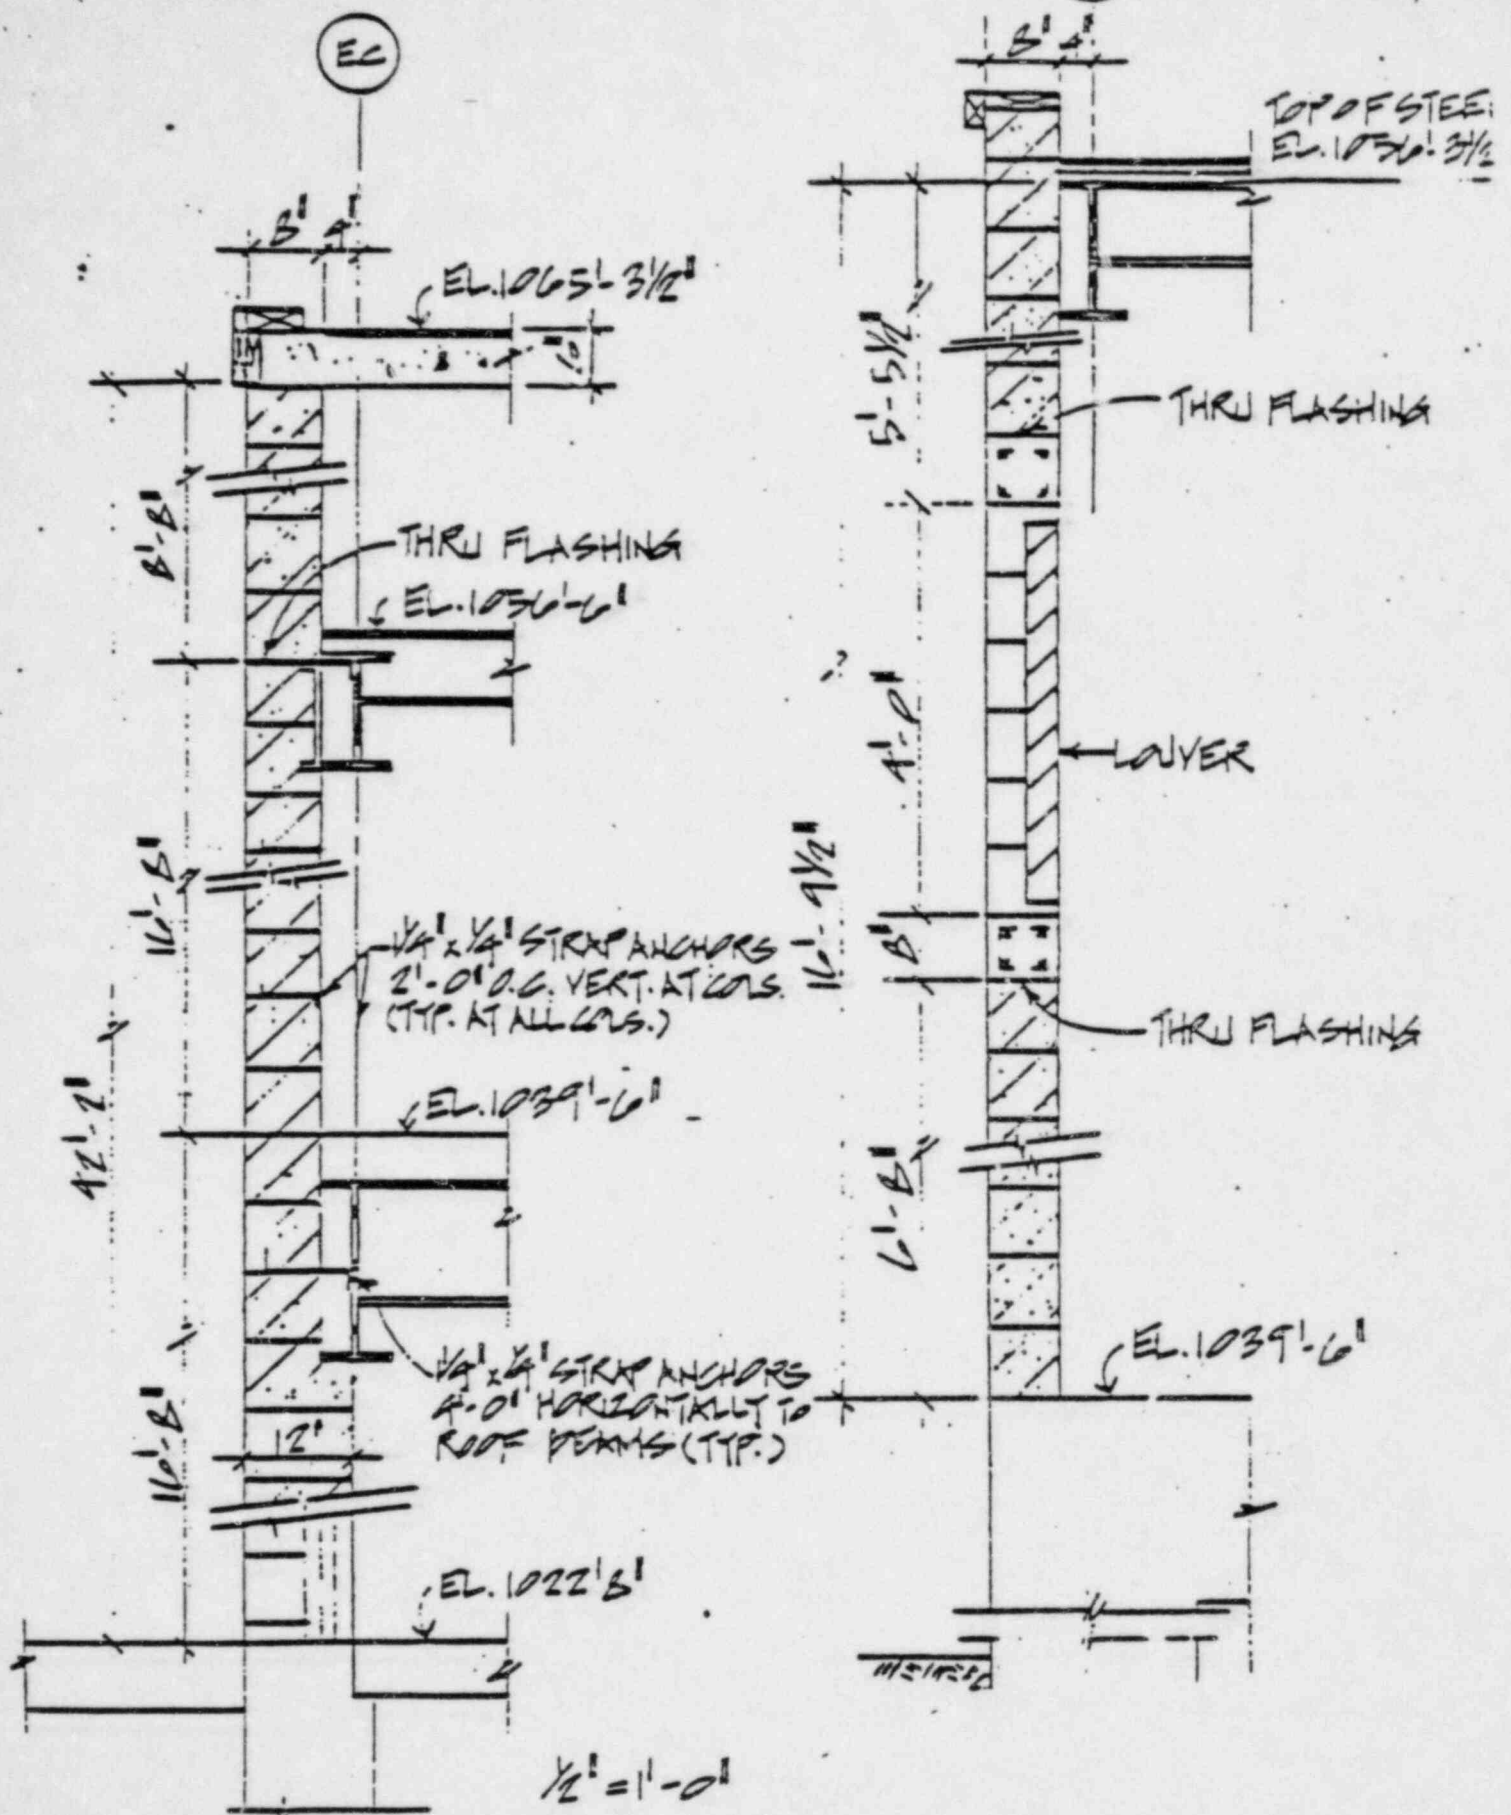 EC
8" 4"
EL.1065'-3½"
8'-8"
THRU FLASHING
EL.1056'-6"
16'-8"
¼" x ¼" STRAP ANCHORS
2'-0" O.C. VERT. AT COLS.
(TYP. AT ALL COLS.)
EL.1039'-6"
42'-2"
¼" x ¼" STRAP ANCHORS
4'-0" HORIZONTALLY TO
ROOF BEAMS (TYP.)
16'-8"
12"
EL.1022'8"
½" = 1'-0"
8" 4"
TOP OF STEEL
EL.1056'-3½
5'-5½"
THRU FLASHING
4'-0"
LOUVER
16'-9½"
8"
THRU FLASHING
6'-8"
EL.1039'-6"